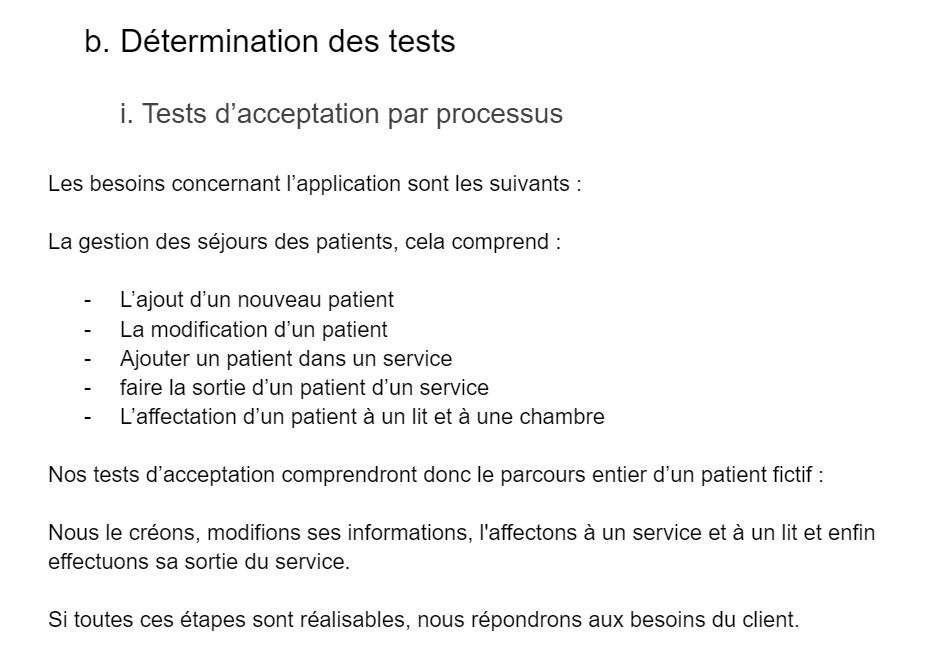 b. Détermination des tests
i. Tests d’acceptation par processus
Les besoins concernant l’application sont les suivants :
La gestion des séjours des patients, cela comprend :
- L’ajout d’un nouveau patient
- La modification d’un patient
- Ajouter un patient dans un service
- faire la sortie d’un patient d’un service
- L’affectation d’un patient à un lit et à une chambre
Nos tests d’acceptation comprendront donc le parcours entier d’un patient fictif :
Nous le créons, modifions ses informations, l'affectons à un service et à un lit et enfin
effectuons sa sortie du service.
Si toutes ces étapes sont réalisables, nous répondrons aux besoins du client.